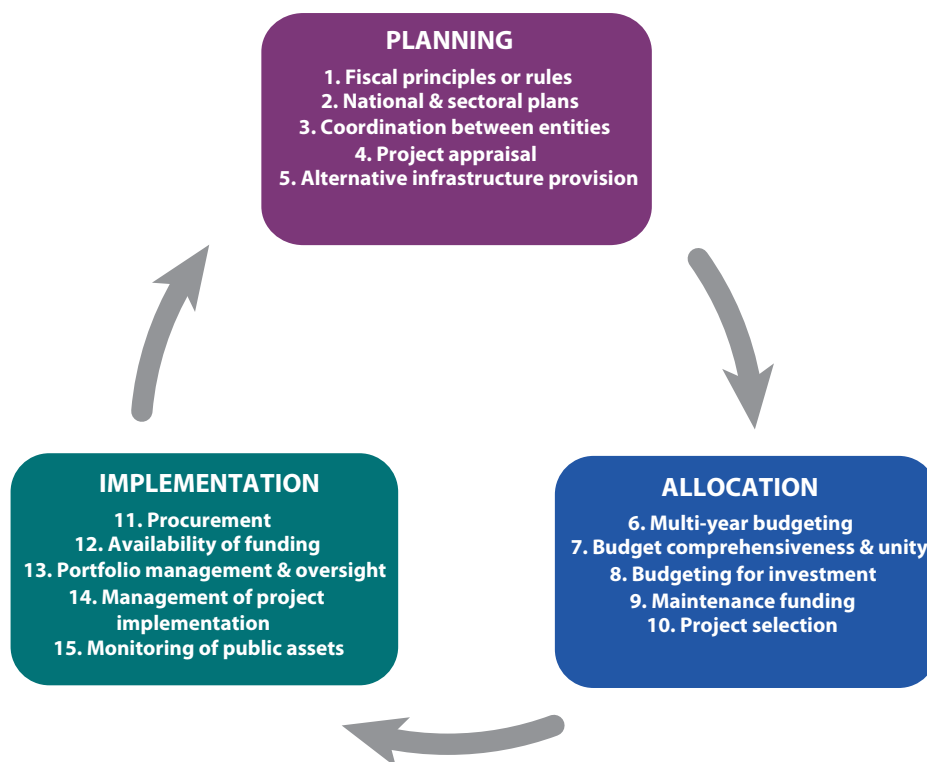 PLANNING
1. Fiscal principles or rules
2. National & sectoral plans
3. Coordination between entities
4. Project appraisal
5. Alternative infrastructure provision
IMPLEMENTATION
11. Procurement
12. Availability of funding
13. Portfolio management & oversight
14. Management of project
implementation
15. Monitoring of public assets
ALLOCATION
6. Multi-year budgeting
7. Budget comprehensiveness & unity
8. Budgeting for investment
9. Maintenance funding
10. Project selection